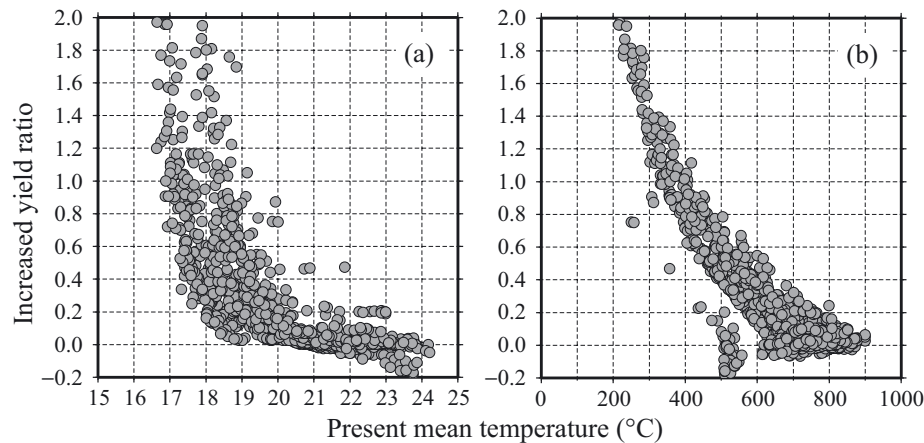 2.0 2.0
1.8 (a) 1.8 (b)
1.6 1.6
1.4 1.4
1.2 1.2
1.0 1.0
0.8 0.8
0.6 0.6
0.4 0.4
0.2 0.2
0.0 0.0
−0.2 −0.2
15 16 17 18 19 20 21 22 23 24 25 0 200 400 600 800 1000
Increased yield ratio
Present mean temperature (°C)